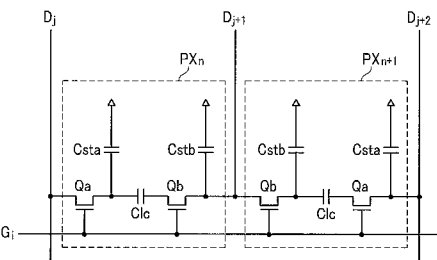 Dj Dj+1 Dj+2
PXn PXn+1
Csta Cstb Cstb Csta
Qa Qb Qb Qa
Clc Clc
Gi